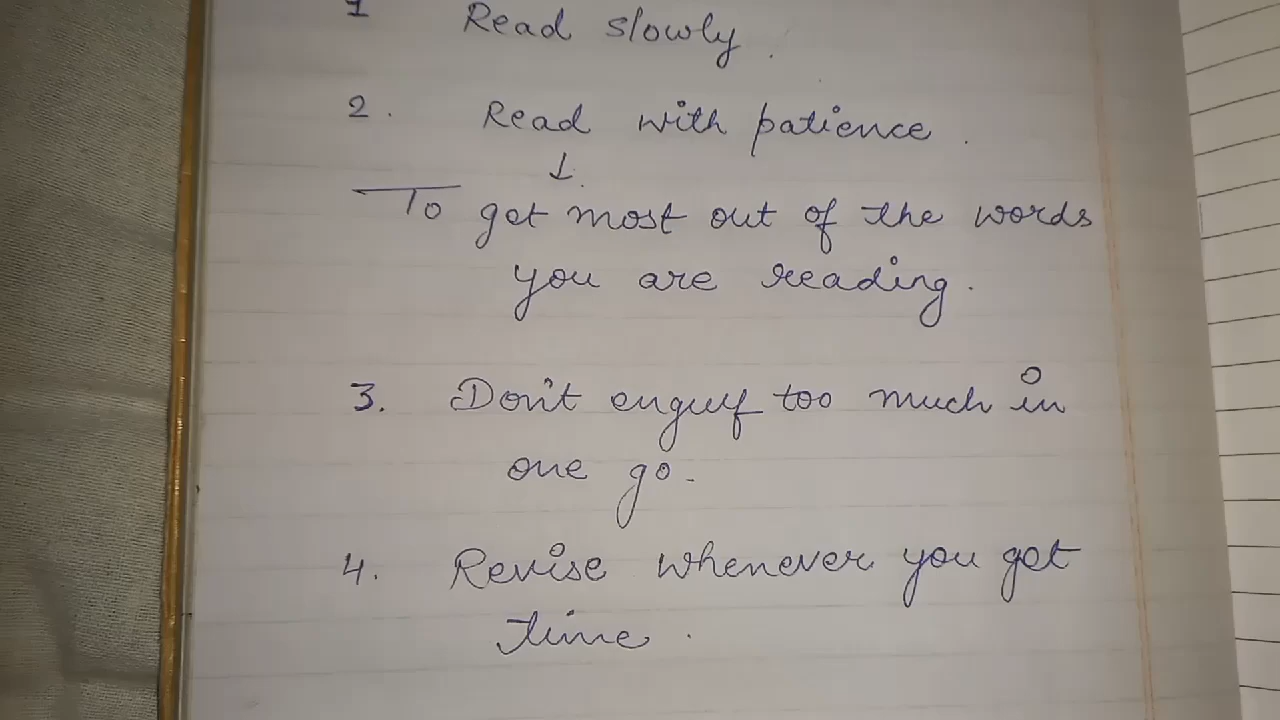 1 Read slowly.
2. Read with patience.
↓
To get most out of the words
you are reading.
3. Don't engulf too much in
one go.
4. Revise whenever you get
time.